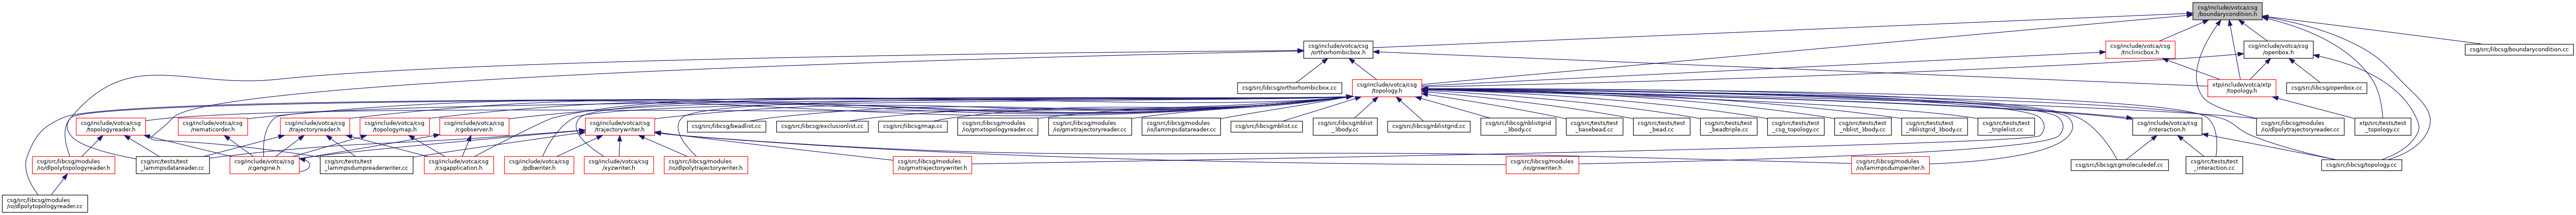 csg/include/votca/csg
/boundarycondition.h
csg/include/votca/csg
/orthorhombicbox.h
csg/include/votca/csg
/triclinicbox.h
csg/include/votca/csg
/openbox.h
csg/src/libcsg/boundarycondition.cc
csg/src/libcsg/orthorhombicbox.cc
csg/include/votca/csg
/topology.h
xtp/include/votca/xtp
/topology.h
csg/src/libcsg/openbox.cc
csg/include/votca/csg
/topologyreader.h
csg/include/votca/csg
/nematicorder.h
csg/include/votca/csg
/trajectoryreader.h
csg/include/votca/csg
/topologymap.h
csg/include/votca/csg
/cgobserver.h
csg/include/votca/csg
/trajectorywriter.h
csg/src/libcsg/beadlist.cc
csg/src/libcsg/exclusionlist.cc
csg/src/libcsg/map.cc
csg/src/libcsg/modules
/io/gmxtopologyreader.cc
csg/src/libcsg/modules
/io/gmxtrajectoryreader.cc
csg/src/libcsg/modules
/io/lammpsdatareader.cc
csg/src/libcsg/nblist.cc
csg/src/libcsg/nblist
_3body.cc
csg/src/libcsg/nblistgrid.cc
csg/src/libcsg/nblistgrid
_3body.cc
csg/src/tests/test
_basebead.cc
csg/src/tests/test
_bead.cc
csg/src/tests/test
_beadtriple.cc
csg/src/tests/test
_csg_topology.cc
csg/src/tests/test
_nblist_3body.cc
csg/src/tests/test
_nblistgrid_3body.cc
csg/src/tests/test
_triplelist.cc
csg/include/votca/csg
/interaction.h
csg/src/libcsg/modules
/io/dlpolytrajectoryreader.cc
xtp/src/tests/test
_topology.cc
csg/src/libcsg/modules
/io/dlpolytopologyreader.h
csg/src/tests/test
_lammpsdatareader.cc
csg/include/votca/csg
/cgengine.h
csg/src/tests/test
_lammpsdumpreaderwriter.cc
csg/include/votca/csg
/csgapplication.h
csg/include/votca/csg
/pdbwriter.h
csg/include/votca/csg
/xyzwriter.h
csg/src/libcsg/modules
/io/dlpolytrajectorywriter.h
csg/src/libcsg/modules
/io/gmxtrajectorywriter.h
csg/src/libcsg/modules
/io/growriter.h
csg/src/libcsg/modules
/io/lammpsdumpwriter.h
csg/src/libcsg/cgmoleculedef.cc
csg/src/tests/test
_interaction.cc
csg/src/libcsg/topology.cc
csg/src/libcsg/modules
/io/dlpolytopologyreader.cc